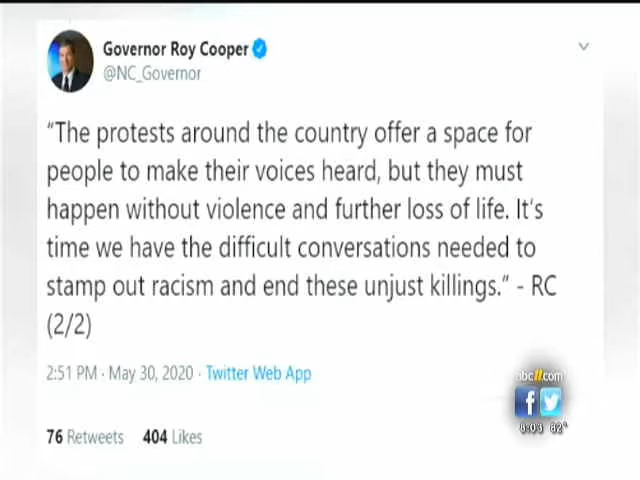 Governor Roy Cooper
@NC_Governor
"The protests around the country offer a space for
people to make their voices heard, but they must
happen without violence and further loss of life. It's
time we have the difficult conversations needed to
stamp out racism and end these unjust killings." - RC
(2/2)
2:51 PM · May 30, 2020 · Twitter Web App
76 Retweets 404 Likes
abc11.com
8:03 82°